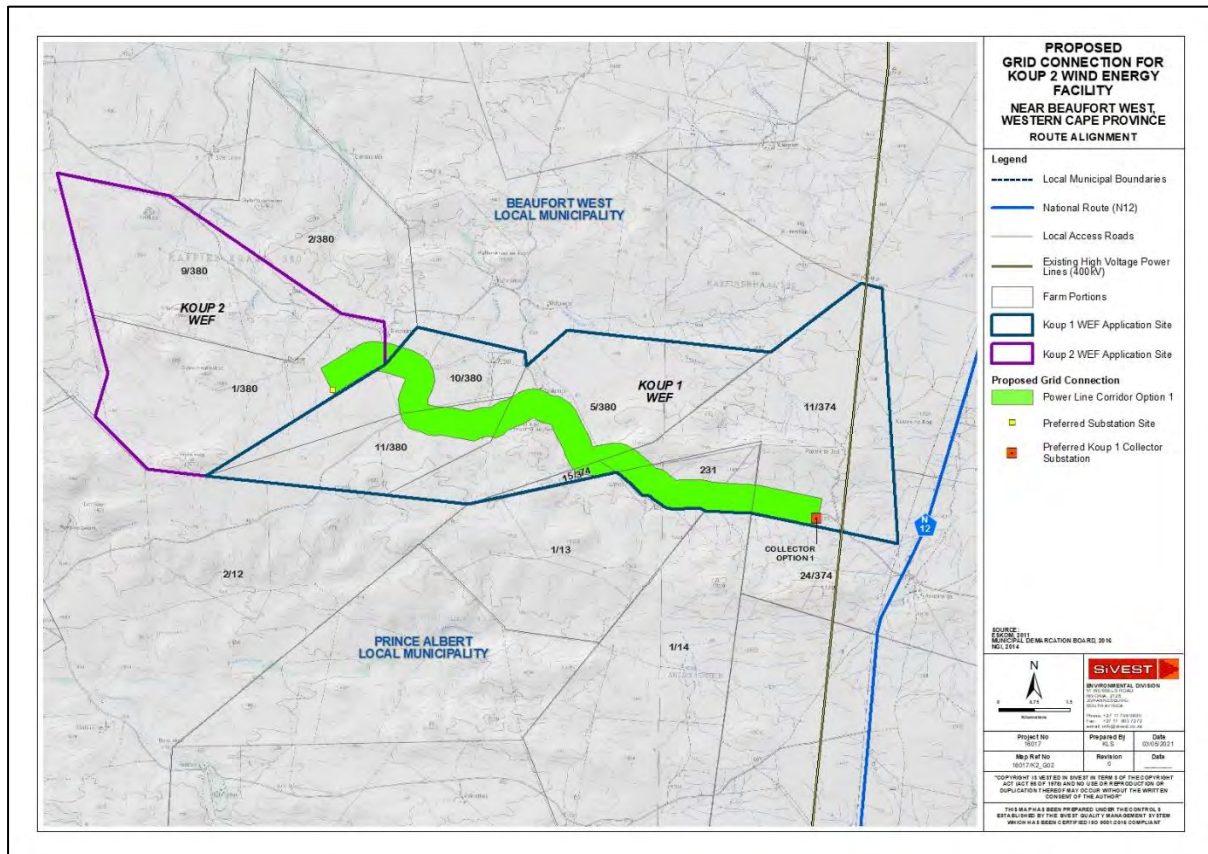 PROPOSED
GRID CONNECTION FOR
KOUP 2 WIND ENERGY
FACILITY
NEAR BEAUFORT WEST,
WESTERN CAPE PROVINCE
ROUTE ALIGNMENT
Legend
Local Municipal Boundaries
National Route (N12)
Local Access Roads
Existing High Voltage Power
Lines (400kV)
Farm Portions
Koup 1 WEF Application Site
Koup 2 WEF Application Site
Proposed Grid Connection
Power Line Corridor Option 1
Preferred Substation Site
Preferred Koup 1 Collector
Substation
BEAUFORT WEST
LOCAL MUNICIPALITY
2/380
9/380
KOUP 2
WEF
1/380
10/380
KOUP 1
WEF
5/380
11/374
11/380
15/374
231
COLLECTOR
OPTION 1
1/13
24/374
2/12
N
12
PRINCE ALBERT
LOCAL MUNICIPALITY
1/14
SOURCE:
ESKOM, 2011
MUNICIPAL DEMARCATION BOARD, 2016
NGI, 2014
N
0 0.75 1.5
Kilometres
SiVEST
ENVIRONMENTAL DIVISION
Project No
16017
Prepared By
KLS
Date
03/06/2021
Map Ref No
16017/K2_G02
Revision
0
Date
"COPYRIGHT IS VESTED IN SIVEST IN TERMS OF THE COPYRIGHT
ACT (ACT 98 OF 1978) AND NO USE OR REPRODUCTION OR
DUPLICATION THEREOF MAY OCCUR WITHOUT THE WRITTEN
CONSENT OF THE AUTHOR"
THIS MAP HAS BEEN PREPARED UNDER THE CONTROLS
ESTABLISHED BY THE SIVEST QUALITY MANAGEMENT SYSTEM
WHICH HAS BEEN CERTIFIED ISO 9001:2015 COMPLIANT